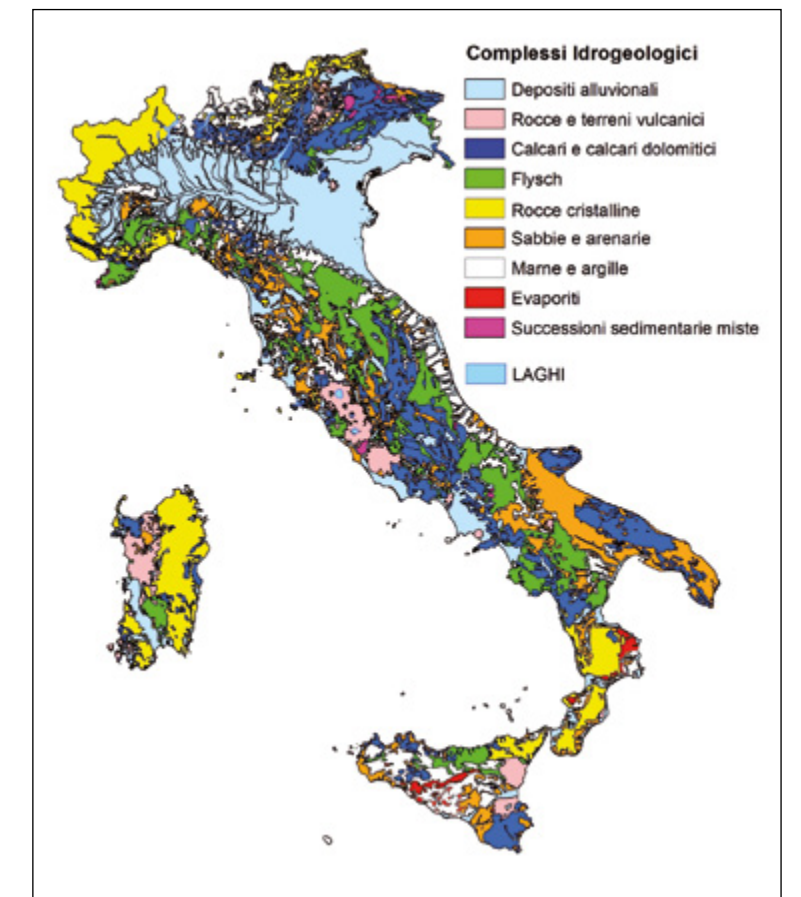 Complessi Idrogeologici
Depositi alluvionali
Rocce e terreni vulcanici
Calcari e calcari dolomitici
Flysch
Rocce cristalline
Sabbie e arenarie
Marne e argille
Evaporiti
Successioni sedimentarie miste
LAGHI